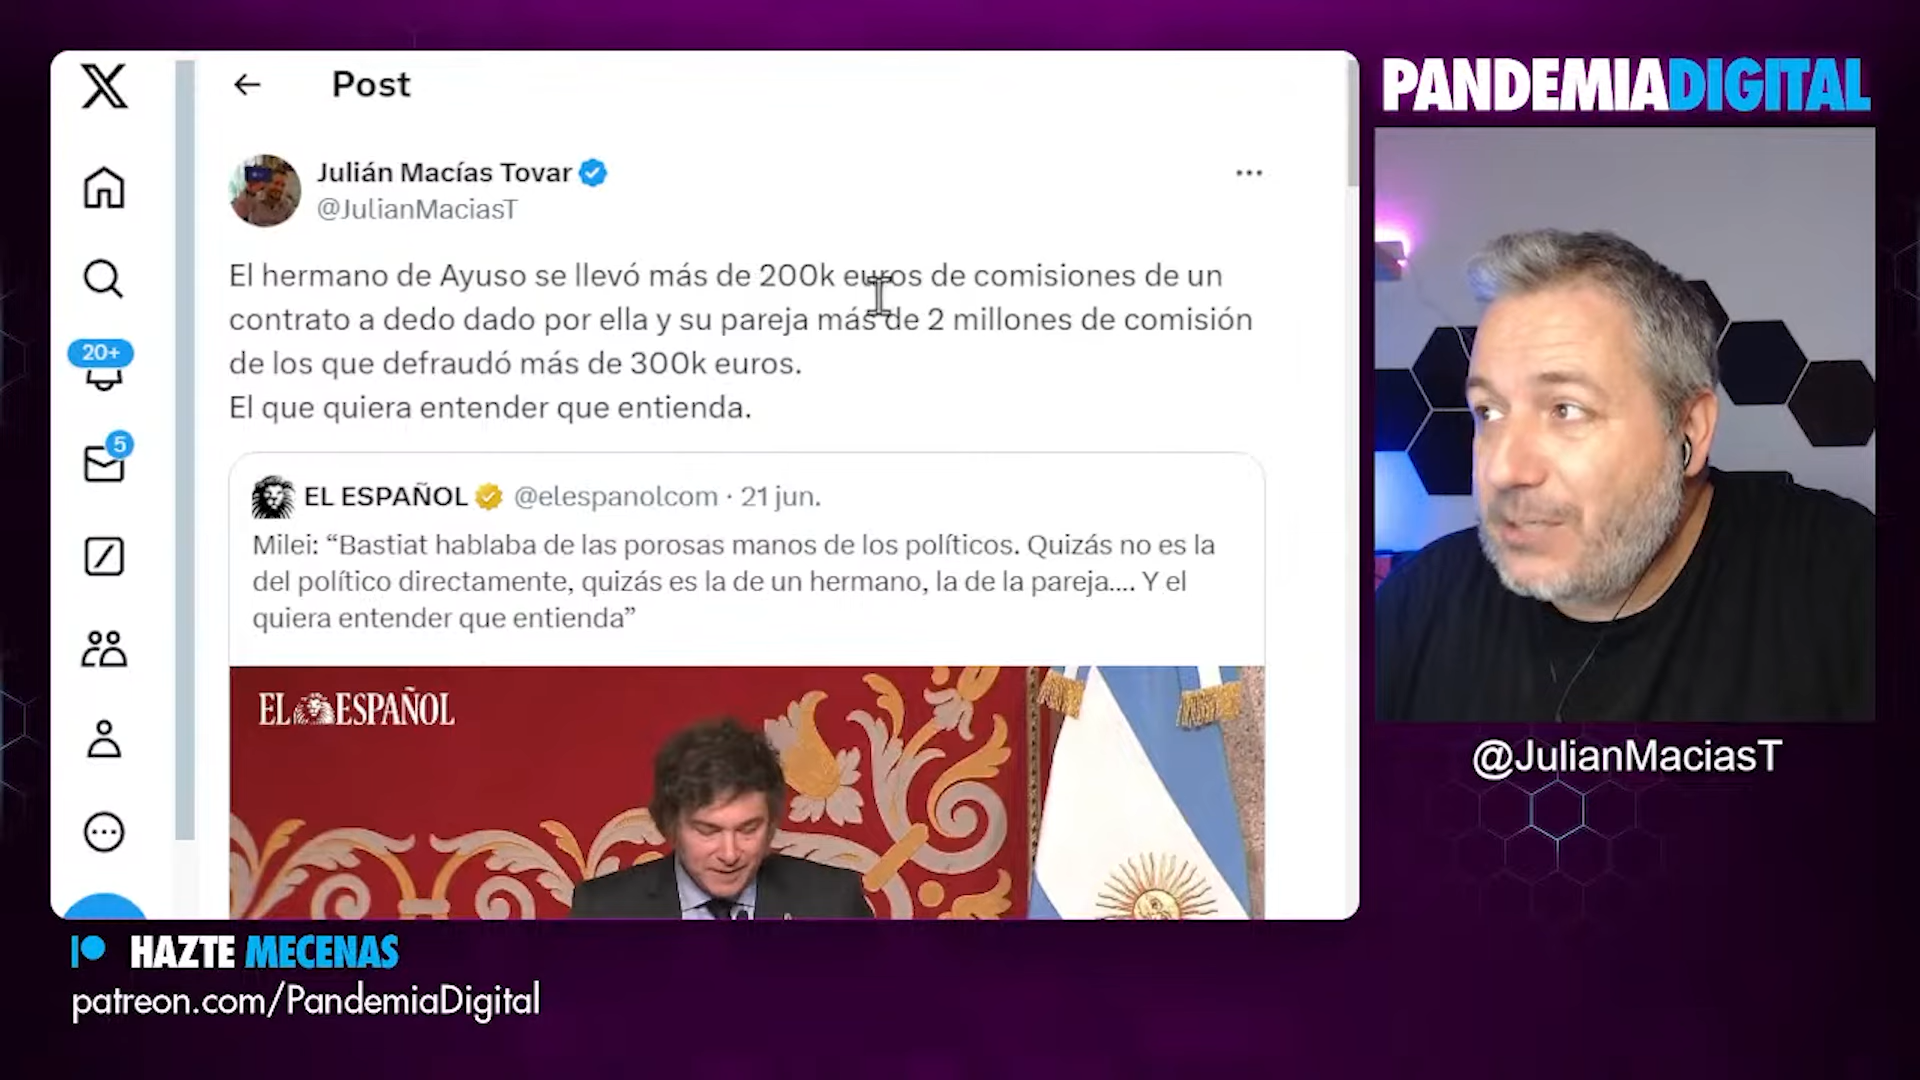 Post
PANDEMIADIGITAL
Julián Macías Tovar
@JulianMaciasT
El hermano de Ayuso se llevó más de 200k euros de comisiones de un
contrato a dedo dado por ella y su pareja más de 2 millones de comisión
de los que defraudó más de 300k euros.
El que quiera entender que entienda.
20+
5
EL ESPAÑOL @elespanolcom · 21 jun.
Milei: “Bastiat hablaba de las porosas manos de los políticos. Quizás no es la
del político directamente, quizás es la de un hermano, la de la pareja.... Y el
quiera entender que entienda”
EL ESPAÑOL
@JulianMaciasT
HAZTE MECENAS
patreon.com/PandemiaDigital